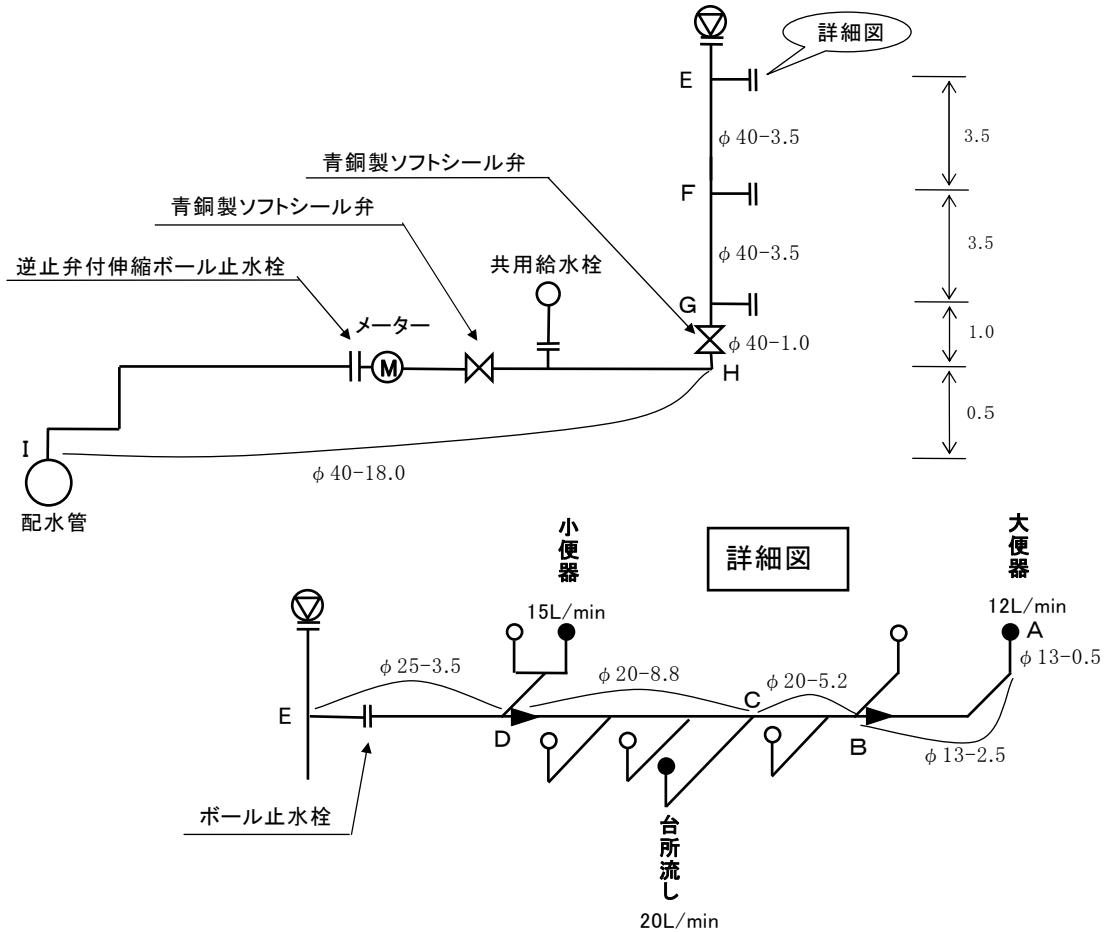 詳細図
E
φ40-3.5
3.5
青銅製ソフトシール弁
F
青銅製ソフトシール弁
φ40-3.5
3.5
逆止弁付伸縮ボール止水栓
共用給水栓
G
メーター
φ40-1.0
1.0
M
H
0.5
I
φ40-18.0
配水管
小便器
詳細図
大便器
15L/min
12L/min
A
φ25-3.5
φ20-8.8
φ20-5.2
φ13-0.5
C
E
D
B
φ13-2.5
ボール止水栓
台所流し
20L/min